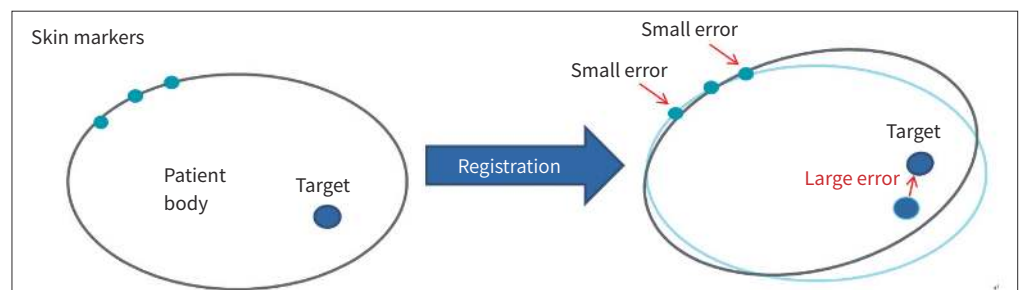 Skin markers
Patient
body
Target
Registration
Small error
Small error
Target
Large error